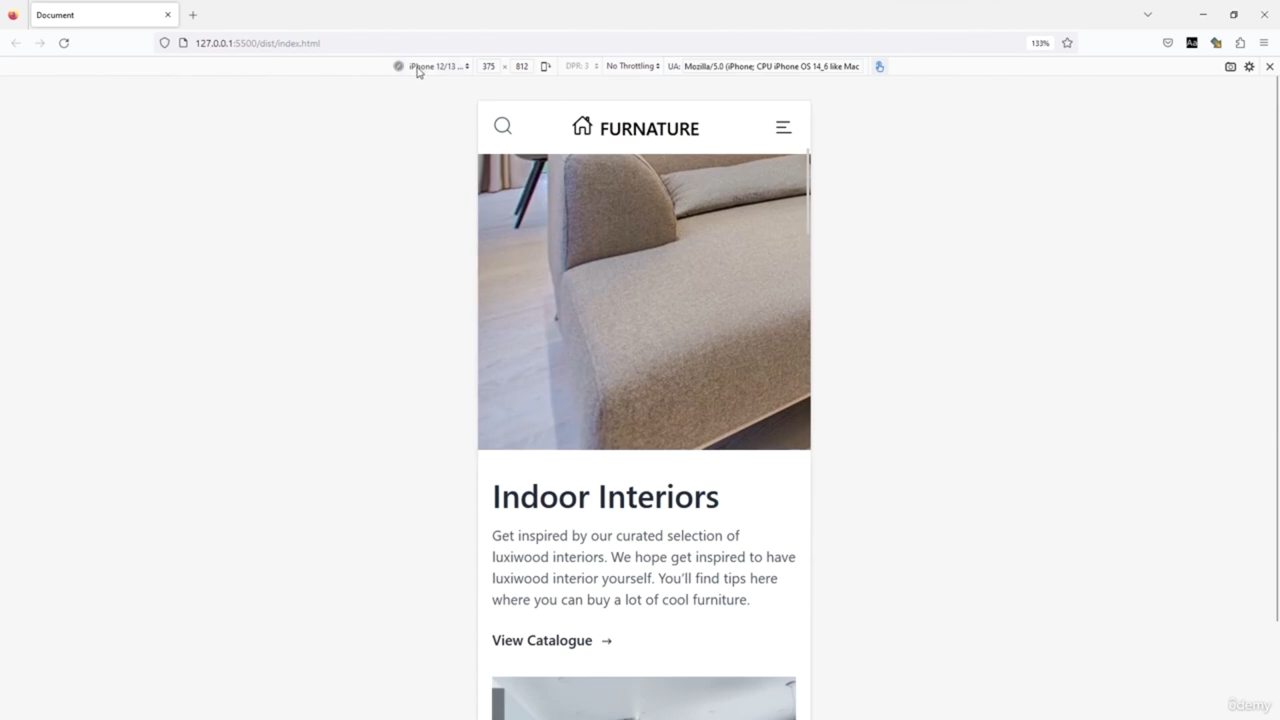 Document
127.0.0.1:5500/dist/index.html
133%
iPhone 12/13 ...
375 × 812
DPR: 3
No Throttling
UA: Mozilla/5.0 (iPhone; CPU iPhone OS 14_6 like Mac
FURNATURE
Indoor Interiors
Get inspired by our curated selection of
luxiwood interiors. We hope get inspired to have
luxiwood interior yourself. You'll find tips here
where you can buy a lot of cool furniture.
View Catalogue →
ûdemy